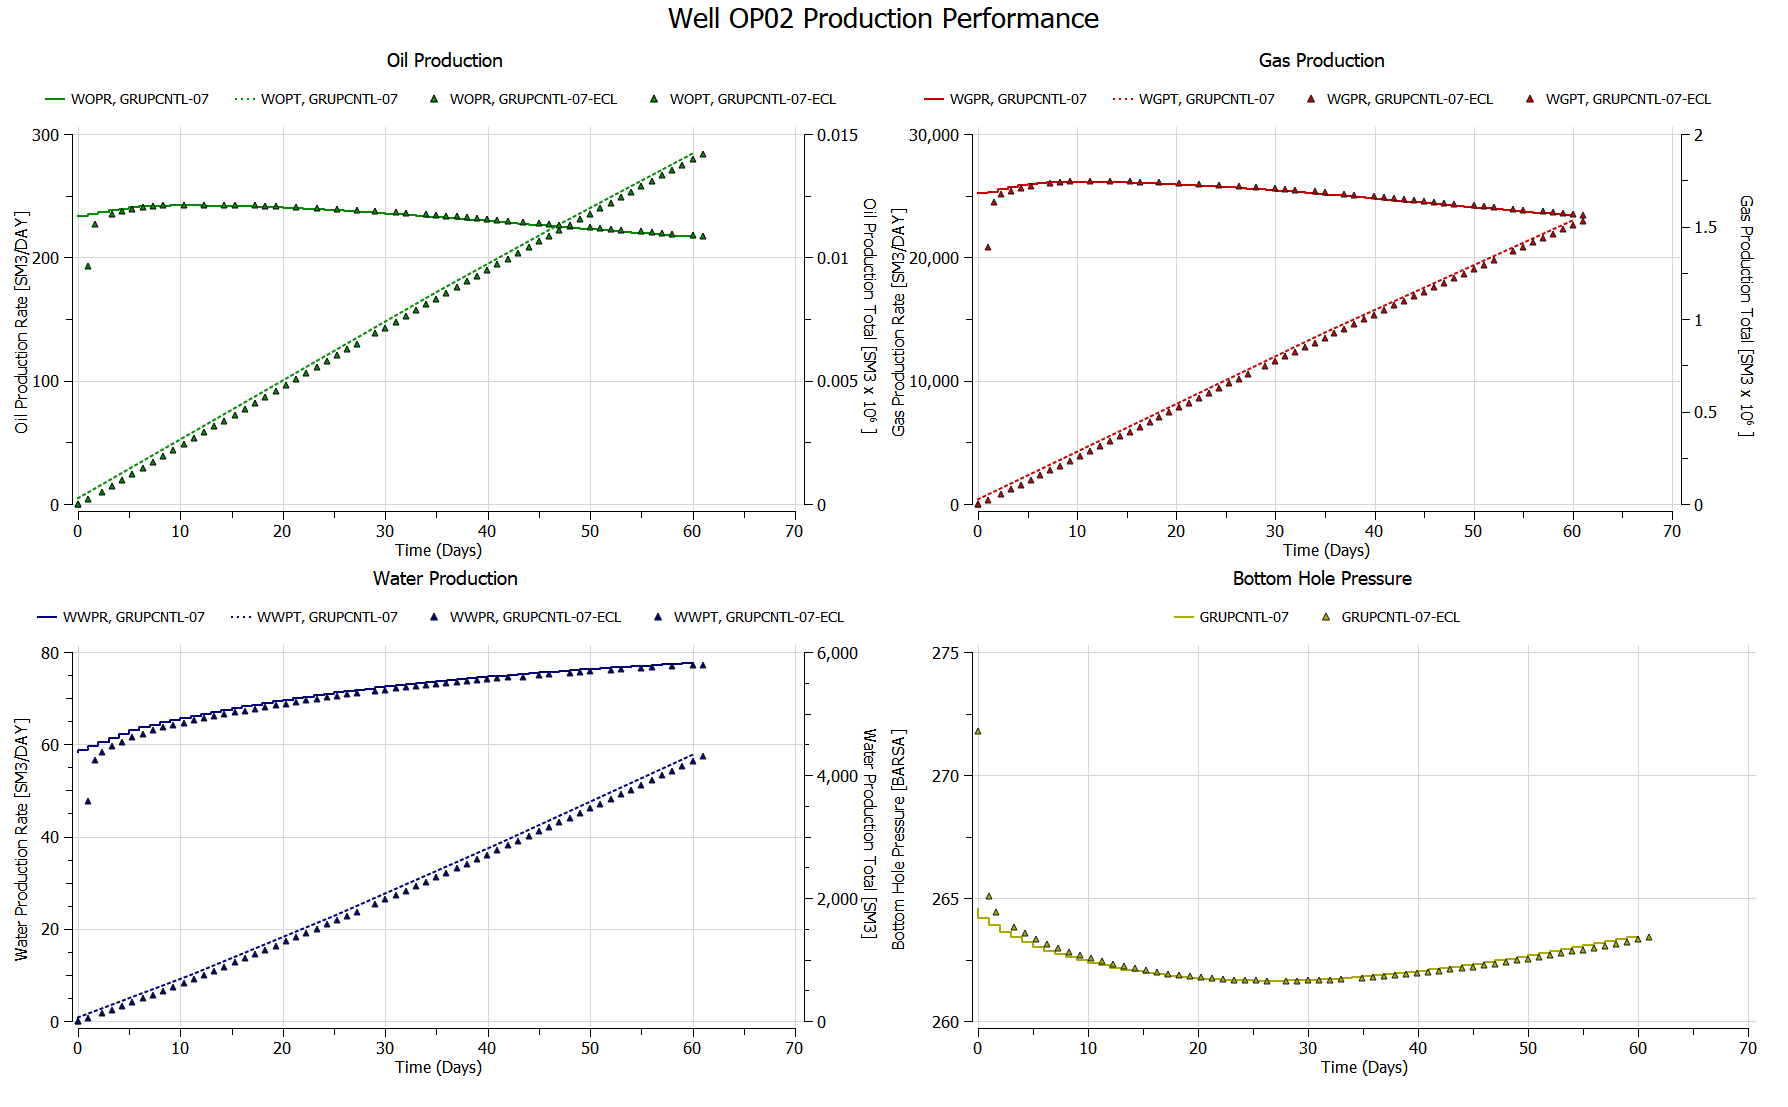 Well OP02 Production Performance
Oil Production
WOPR, GRUPCNTL-07 WOPT, GRUPCNTL-07 WOPR, GRUPCNTL-07-ECL WOPT, GRUPCNTL-07-ECL
300
200
100
0
Oil Production Rate [SM3/DAY]
0.015
0.01
0.005
0
Oil Production Total [SM3 x 10⁶ ]
0 10 20 30 40 50 60 70
Time (Days)
Gas Production
WGPR, GRUPCNTL-07 WGPT, GRUPCNTL-07 WGPR, GRUPCNTL-07-ECL WGPT, GRUPCNTL-07-ECL
30,000
20,000
10,000
0
Gas Production Rate [SM3/DAY]
2
1.5
1
0.5
0
Gas Production Total [SM3 x 10⁶ ]
0 10 20 30 40 50 60 70
Time (Days)
Water Production
WWPR, GRUPCNTL-07 WWPT, GRUPCNTL-07 WWPR, GRUPCNTL-07-ECL WWPT, GRUPCNTL-07-ECL
80
60
40
20
0
Water Production Rate [SM3/DAY]
6,000
4,000
2,000
0
Water Production Total [SM3]
0 10 20 30 40 50 60 70
Time (Days)
Bottom Hole Pressure
GRUPCNTL-07 GRUPCNTL-07-ECL
275
270
265
260
Bottom Hole Pressure [BARSA]
0 10 20 30 40 50 60 70
Time (Days)